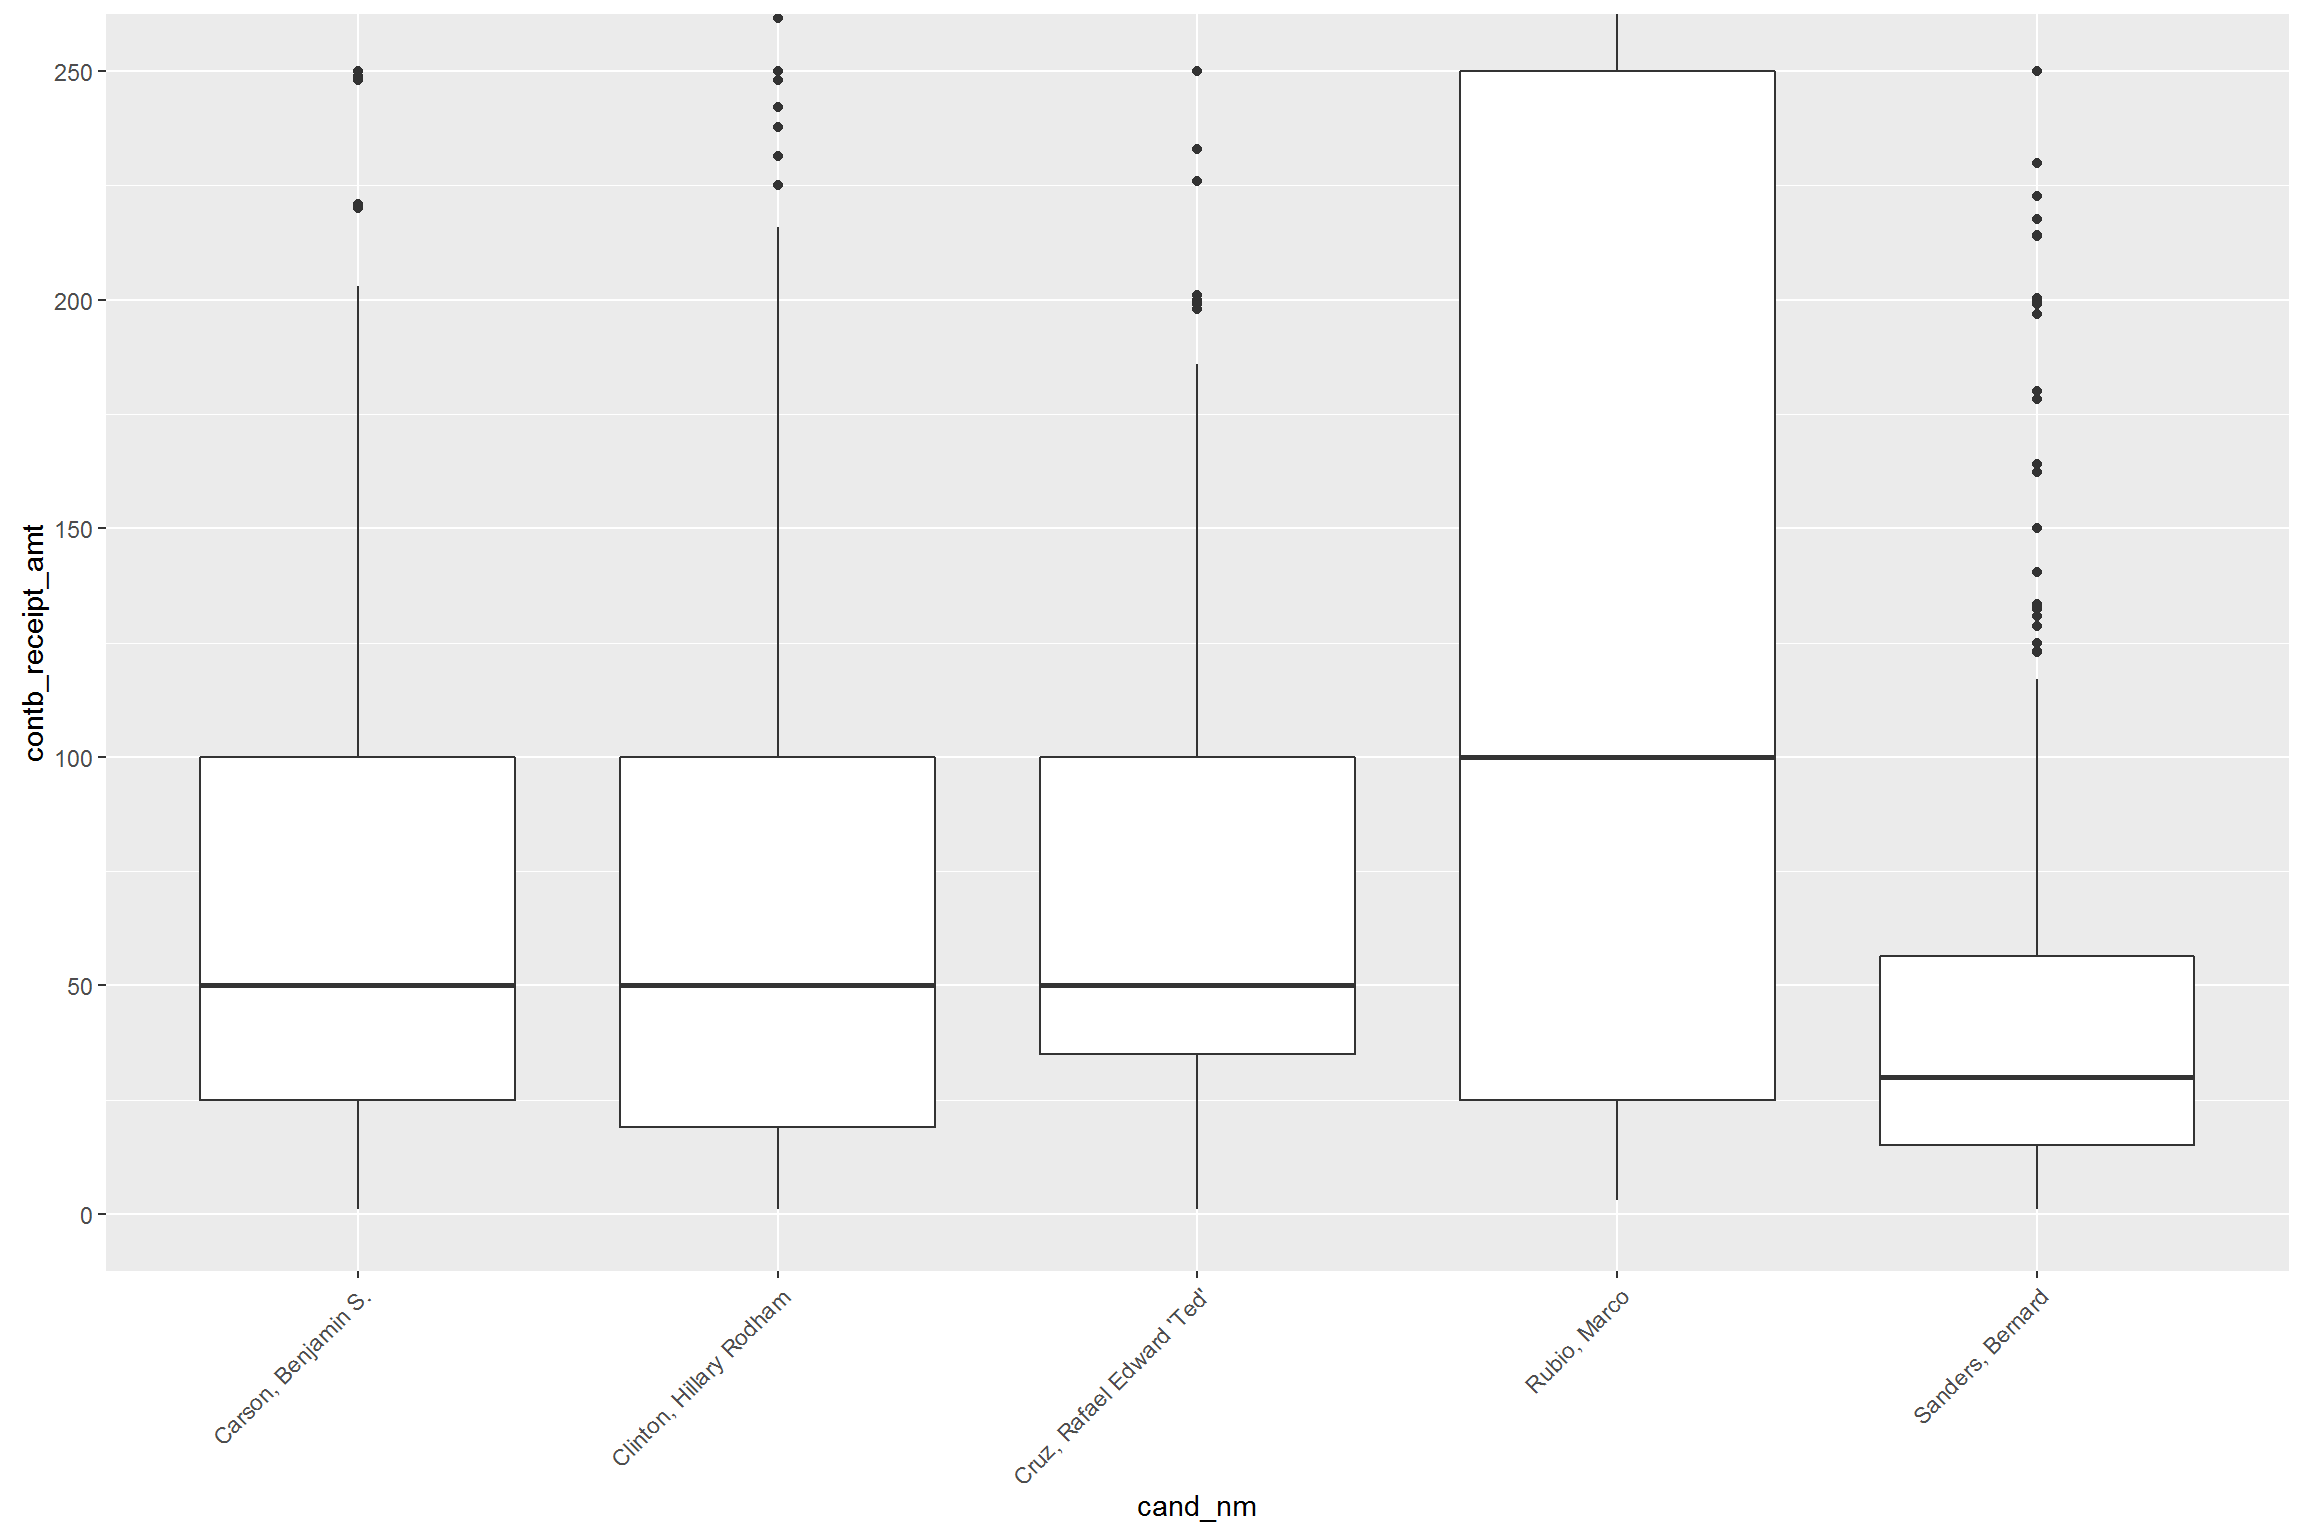 contb_receipt_amt
250
200
150
100
50
0
Carson, Benjamin S.
Clinton, Hillary Rodham
Cruz, Rafael Edward 'Ted'
Rubio, Marco
Sanders, Bernard
cand_nm